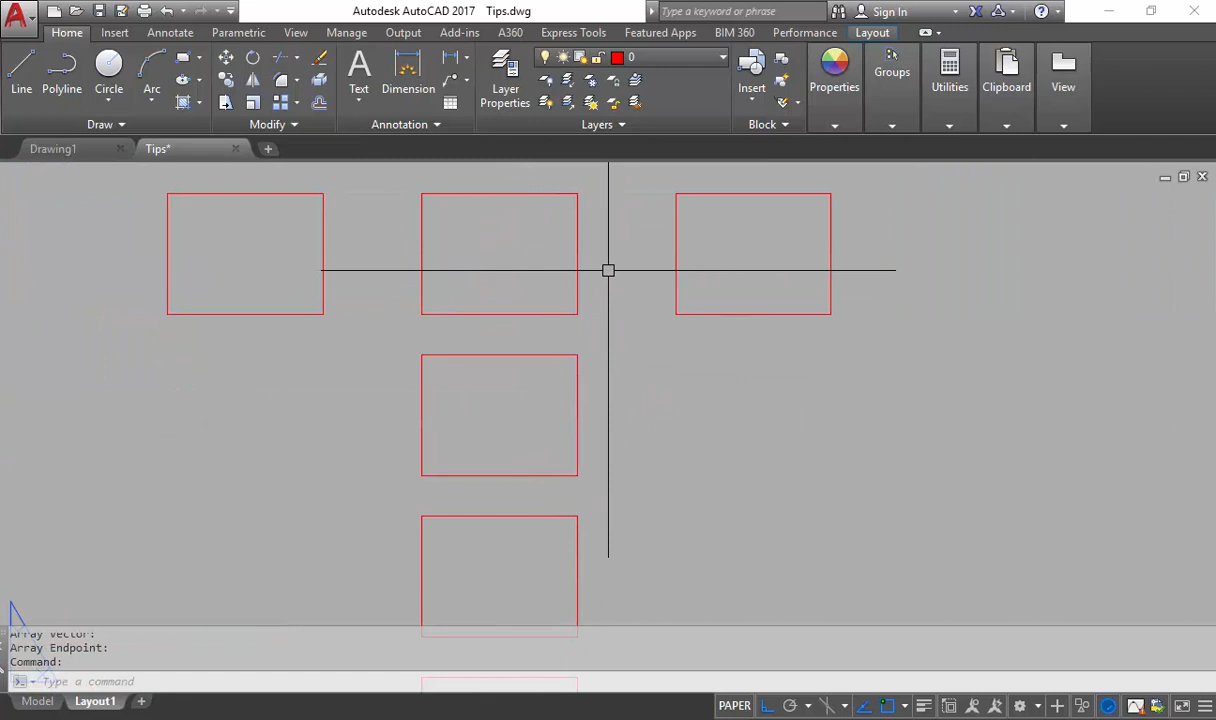 Autodesk AutoCAD 2017 Tips.dwg
Type a keyword or phrase
Sign In
Home Insert Annotate Parametric View Manage Output Add-ins A360 Express Tools Featured Apps BIM 360 Performance Layout
Line Polyline Circle Arc
Text Dimension
Layer Properties
0
Insert
Properties
Groups
Utilities
Clipboard
View
Draw Modify Annotation Layers Block
Drawing1 Tips*
Array Vector:
Array Endpoint:
Command:
Type a command
Model Layout1
PAPER